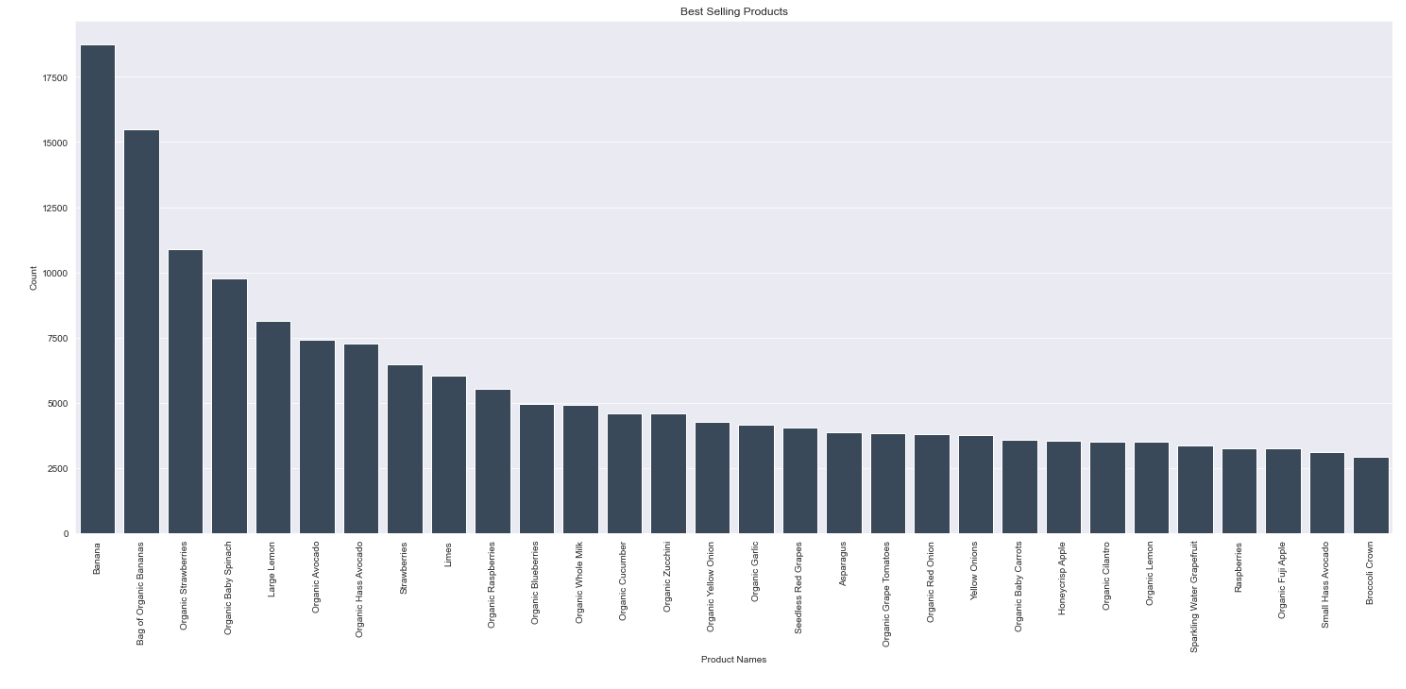 Best Selling Products
17500
15000
12500
10000
7500
5000
2500
0
Count
Banana
Bag of Organic Bananas
Organic Strawberries
Organic Baby Spinach
Large Lemon
Organic Avocado
Organic Hass Avocado
Strawberries
Limes
Organic Raspberries
Organic Blueberries
Organic Whole Milk
Organic Cucumber
Organic Zucchini
Organic Yellow Onion
Organic Garlic
Seedless Red Grapes
Asparagus
Organic Grape Tomatoes
Organic Red Onion
Yellow Onions
Organic Baby Carrots
Honeycrisp Apple
Organic Cilantro
Organic Lemon
Sparkling Water Grapefruit
Raspberries
Organic Fuji Apple
Small Hass Avocado
Broccoli Crown
Product Names